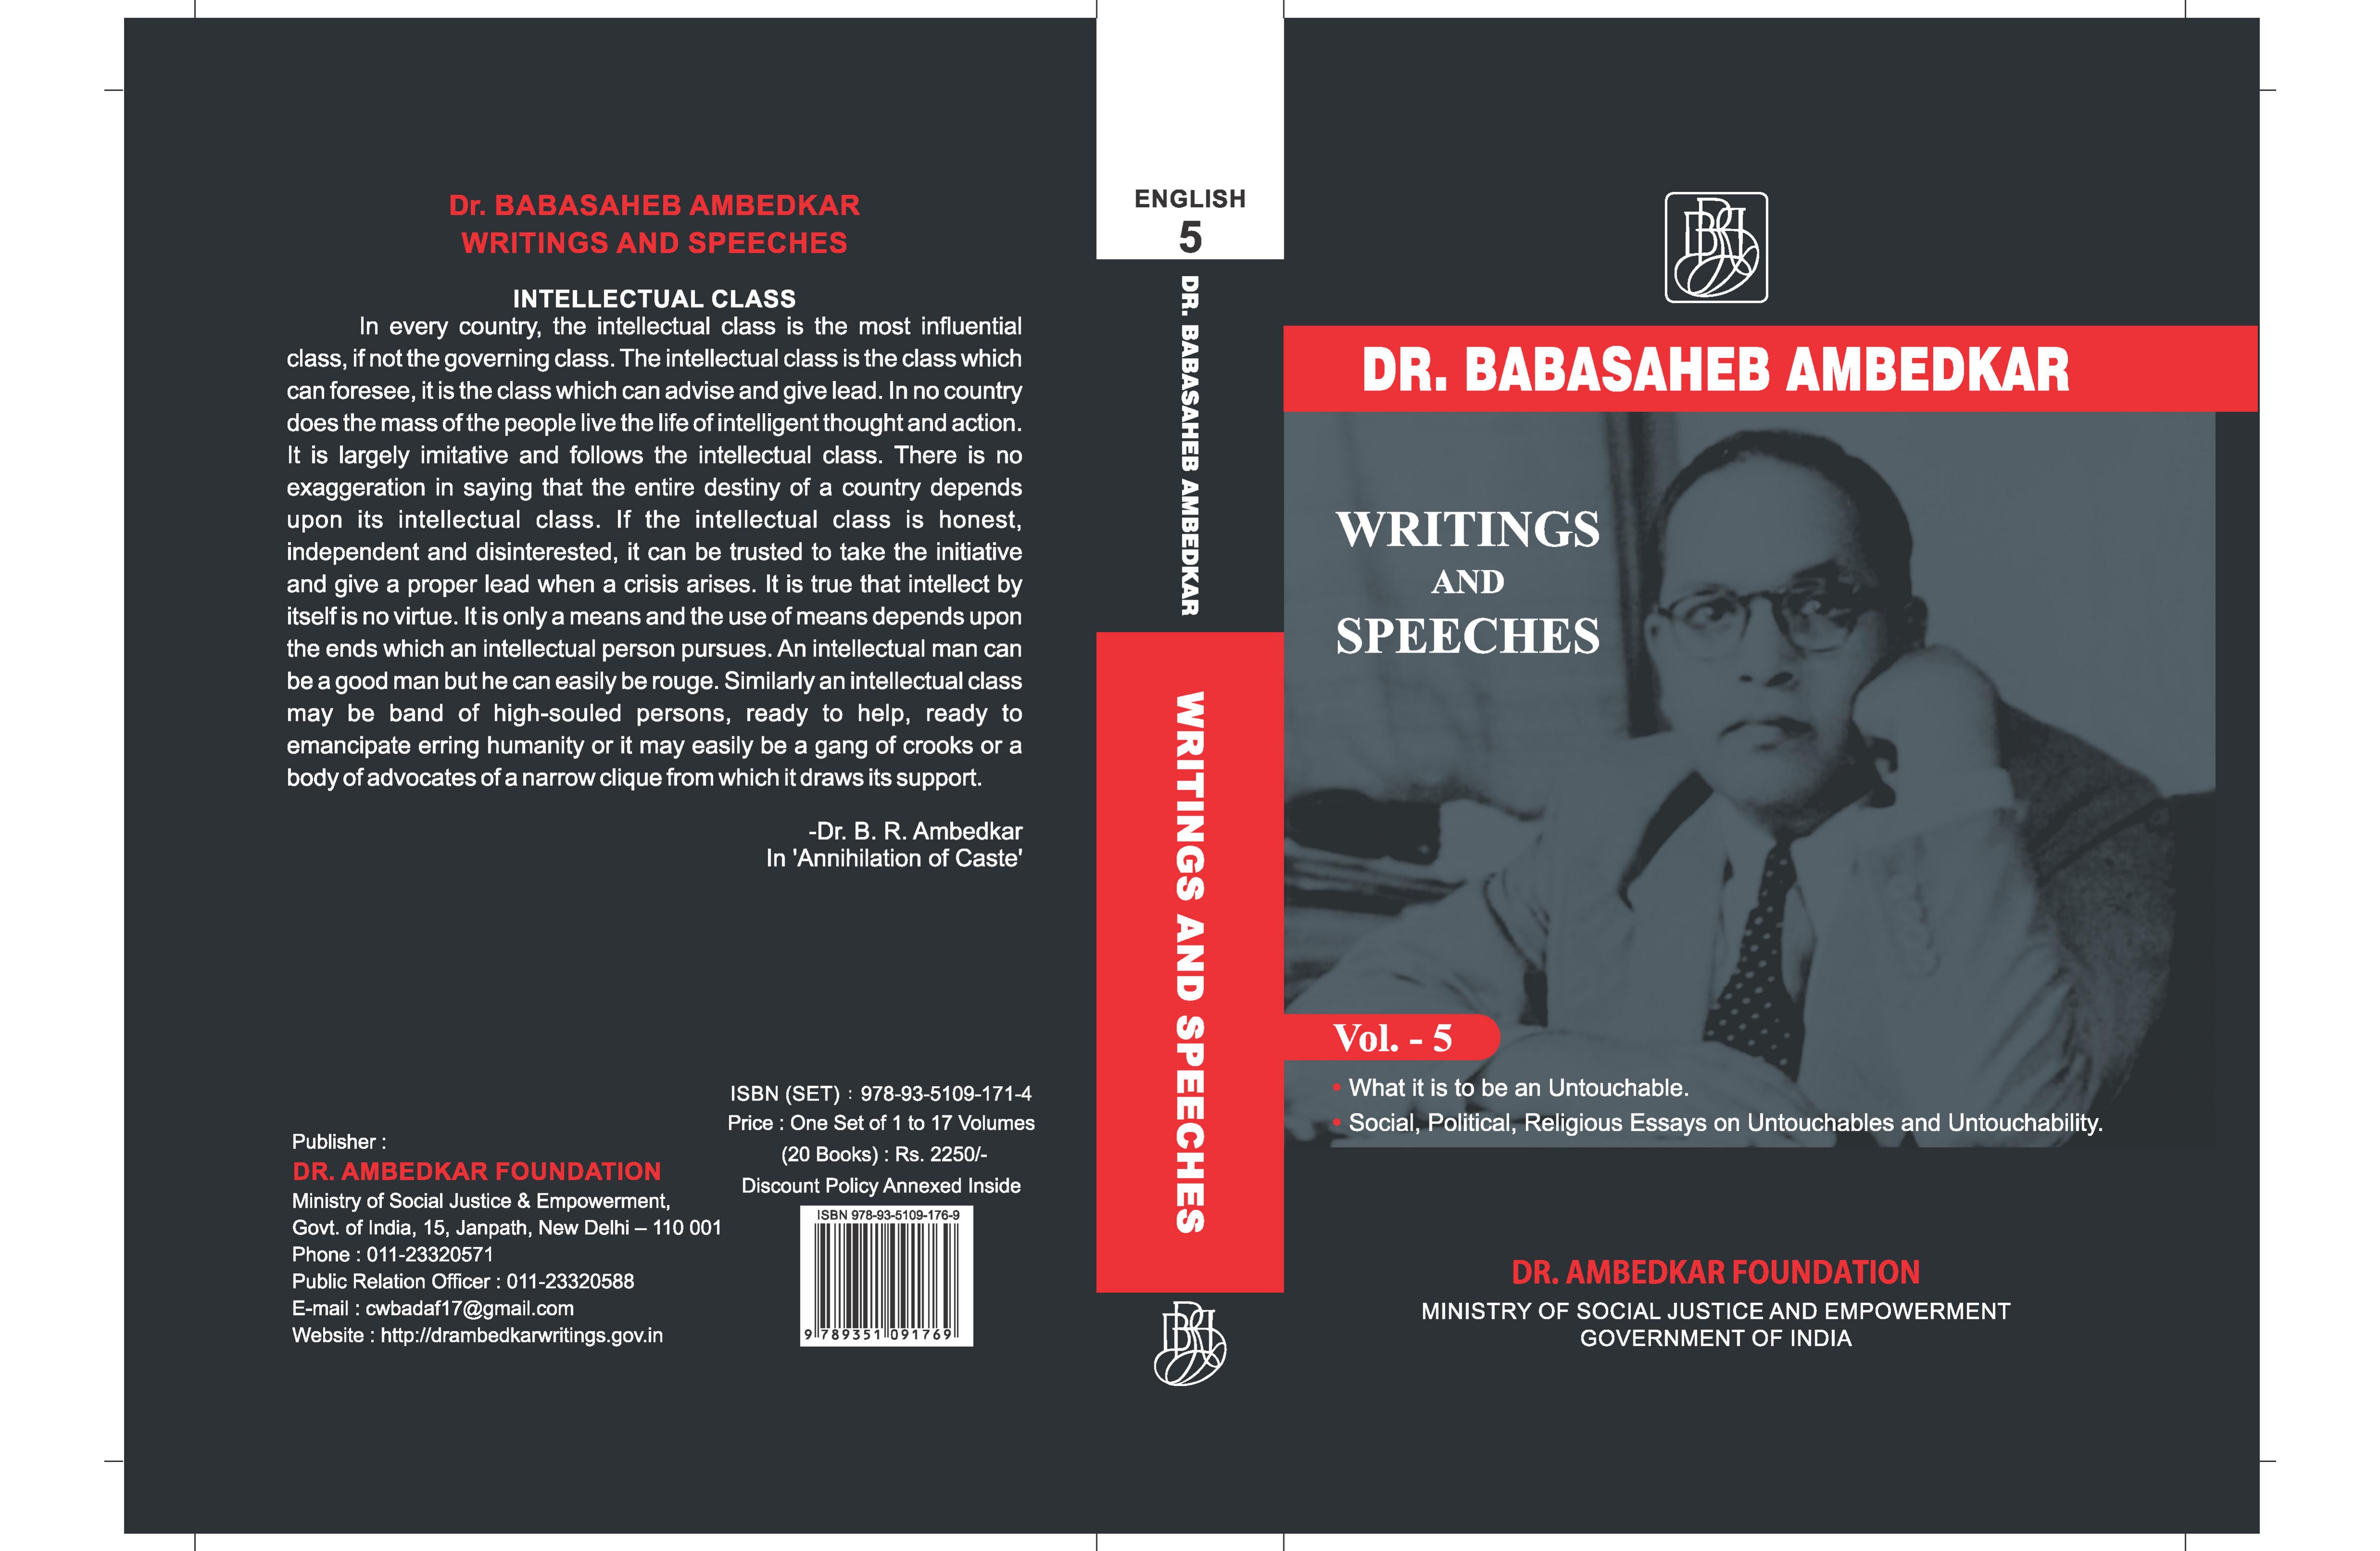 Dr. BABASAHEB AMBEDKAR
WRITINGS AND SPEECHES
INTELLECTUAL CLASS
In every country, the intellectual class is the most influential
class, if not the governing class. The intellectual class is the class which
can foresee, it is the class which can advise and give lead. In no country
does the mass of the people live the life of intelligent thought and action.
It is largely imitative and follows the intellectual class. There is no
exaggeration in saying that the entire destiny of a country depends
upon its intellectual class. If the intellectual class is honest,
independent and disinterested, it can be trusted to take the initiative
and give a proper lead when a crisis arises. It is true that intellect by
itself is no virtue. It is only a means and the use of means depends upon
the ends which an intellectual person pursues. An intellectual man can
be a good man but he can easily be rouge. Similarly an intellectual class
may be band of high-souled persons, ready to help, ready to
emancipate erring humanity or it may easily be a gang of crooks or a
body of advocates of a narrow clique from which it draws its support.
-Dr. B. R. Ambedkar
In 'Annihilation of Caste'
ISBN (SET) : 978-93-5109-171-4
Price : One Set of 1 to 17 Volumes
(20 Books) : Rs. 2250/-
Discount Policy Annexed Inside
ISBN 978-93-5109-176-9
9 789351 091769
Publisher :
DR. AMBEDKAR FOUNDATION
Ministry of Social Justice & Empowerment,
Govt. of India, 15, Janpath, New Delhi – 110 001
Phone : 011-23320571
Public Relation Officer : 011-23320588
E-mail : cwbadaf17@gmail.com
Website : http://drambedkarwritings.gov.in
ENGLISH
5
DR. BABASAHEB AMBEDKAR
WRITINGS AND SPEECHES
DR. BABASAHEB AMBEDKAR
WRITINGS
AND
SPEECHES
Vol. - 5
• What it is to be an Untouchable.
• Social, Political, Religious Essays on Untouchables and Untouchability.
DR. AMBEDKAR FOUNDATION
MINISTRY OF SOCIAL JUSTICE AND EMPOWERMENT
GOVERNMENT OF INDIA